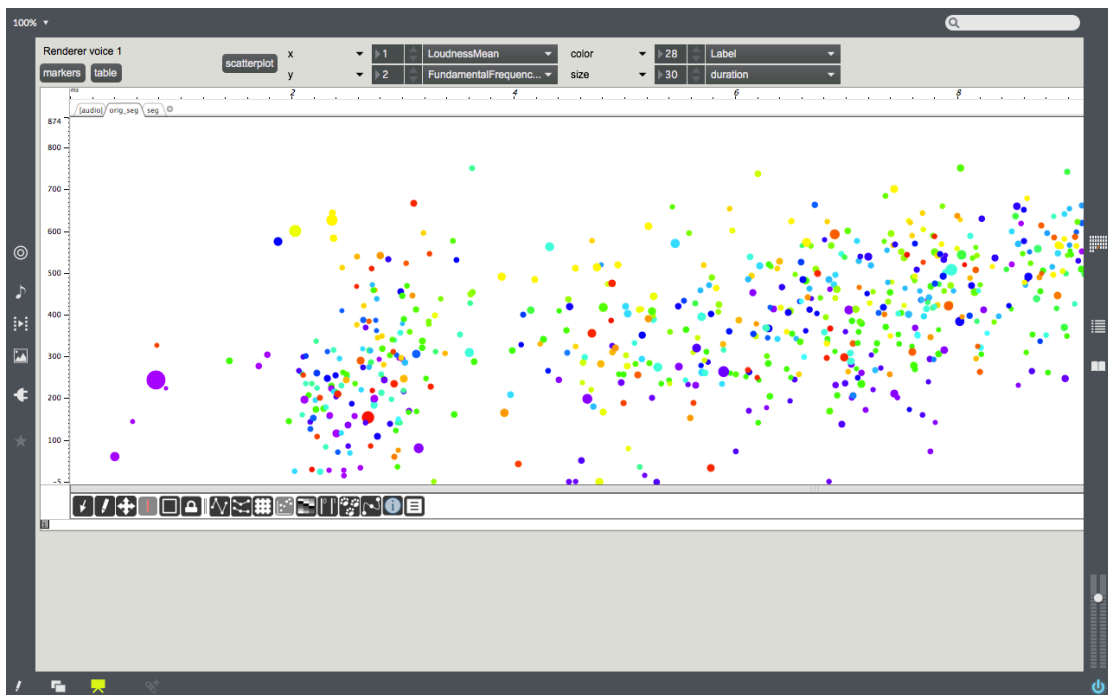 100%
Renderer voice 1
markers table
scatterplot
x 1 LoudnessMean color 28 Label
y 2 FundamentalFrequenc... size 30 duration
ms 2 4 6 8
[audio] orig_seg seg
874
800
700
600
500
400
300
200
100
-5